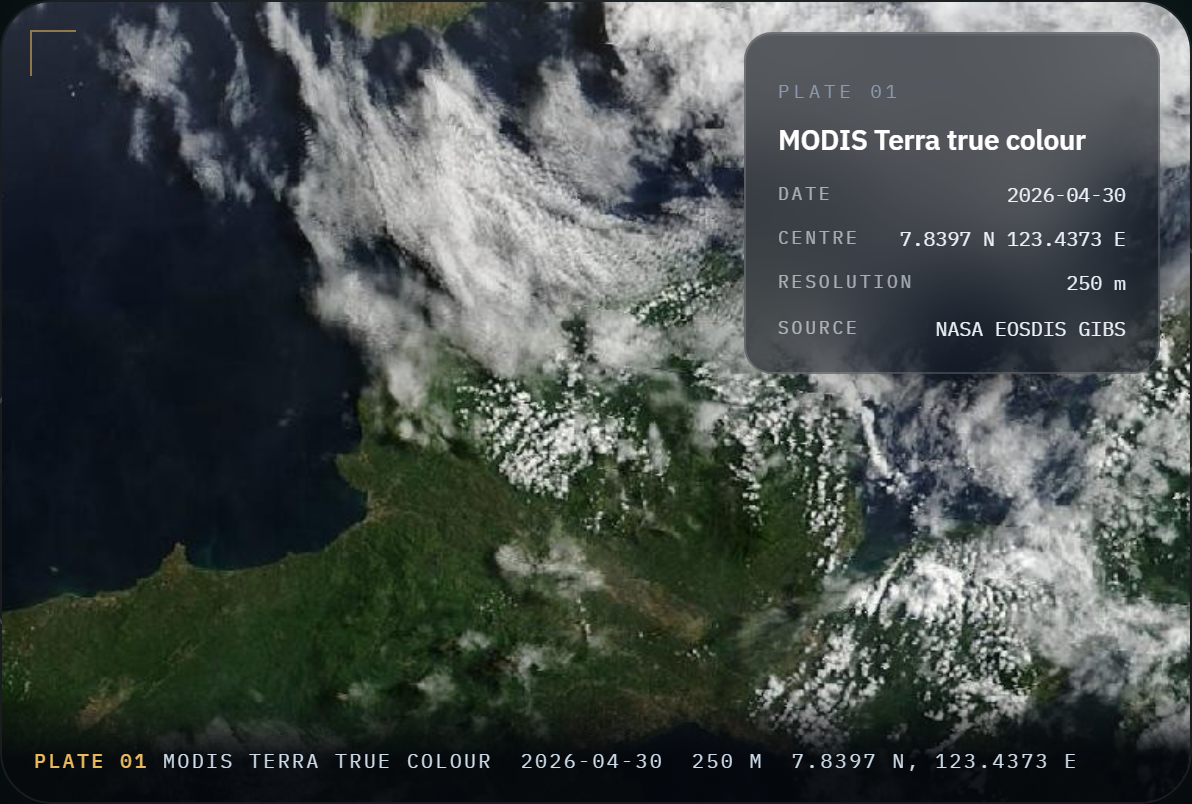 PLATE 01
MODIS Terra true colour
DATE 2026-04-30
CENTRE 7.8397 N 123.4373 E
RESOLUTION 250 m
SOURCE NASA EOSDIS GIBS
PLATE 01 MODIS TERRA TRUE COLOUR 2026-04-30 250 M 7.8397 N, 123.4373 E